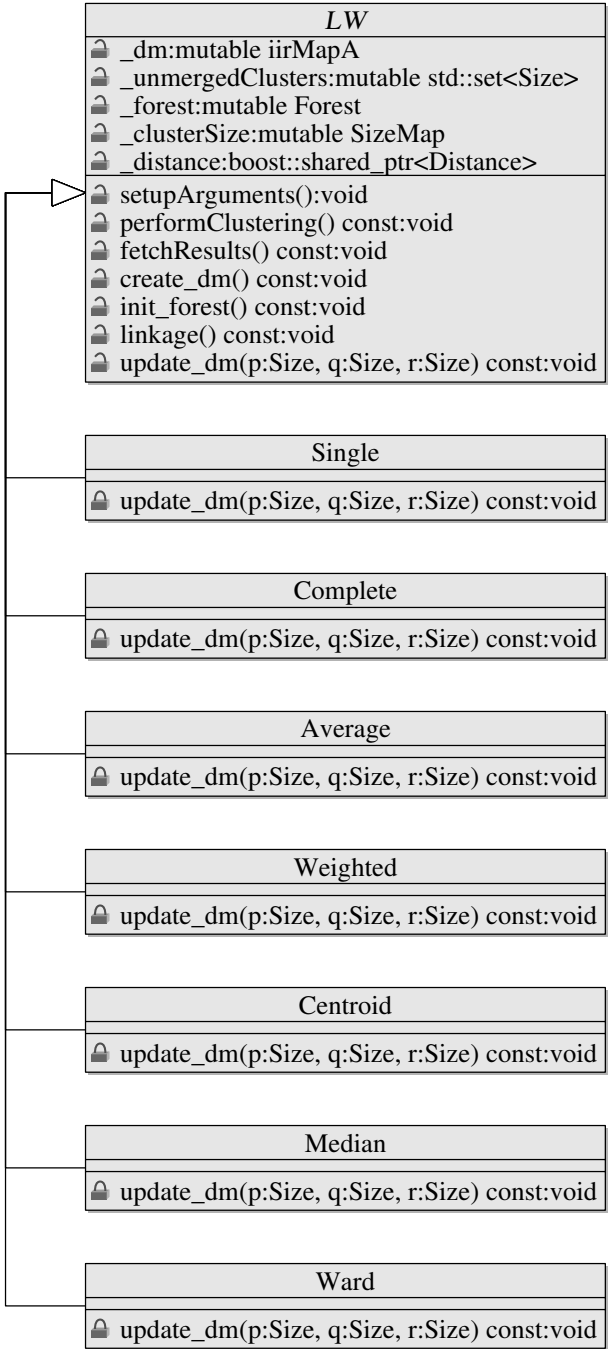 LW
_dm:mutable iirMapA
_unmergedClusters:mutable std::set<Size>
_forest:mutable Forest
_clusterSize:mutable SizeMap
_distance:boost::shared_ptr<Distance>
setupArguments():void
performClustering() const:void
fetchResults() const:void
create_dm() const:void
init_forest() const:void
linkage() const:void
update_dm(p:Size, q:Size, r:Size) const:void
Single
update_dm(p:Size, q:Size, r:Size) const:void
Complete
update_dm(p:Size, q:Size, r:Size) const:void
Average
update_dm(p:Size, q:Size, r:Size) const:void
Weighted
update_dm(p:Size, q:Size, r:Size) const:void
Centroid
update_dm(p:Size, q:Size, r:Size) const:void
Median
update_dm(p:Size, q:Size, r:Size) const:void
Ward
update_dm(p:Size, q:Size, r:Size) const:void